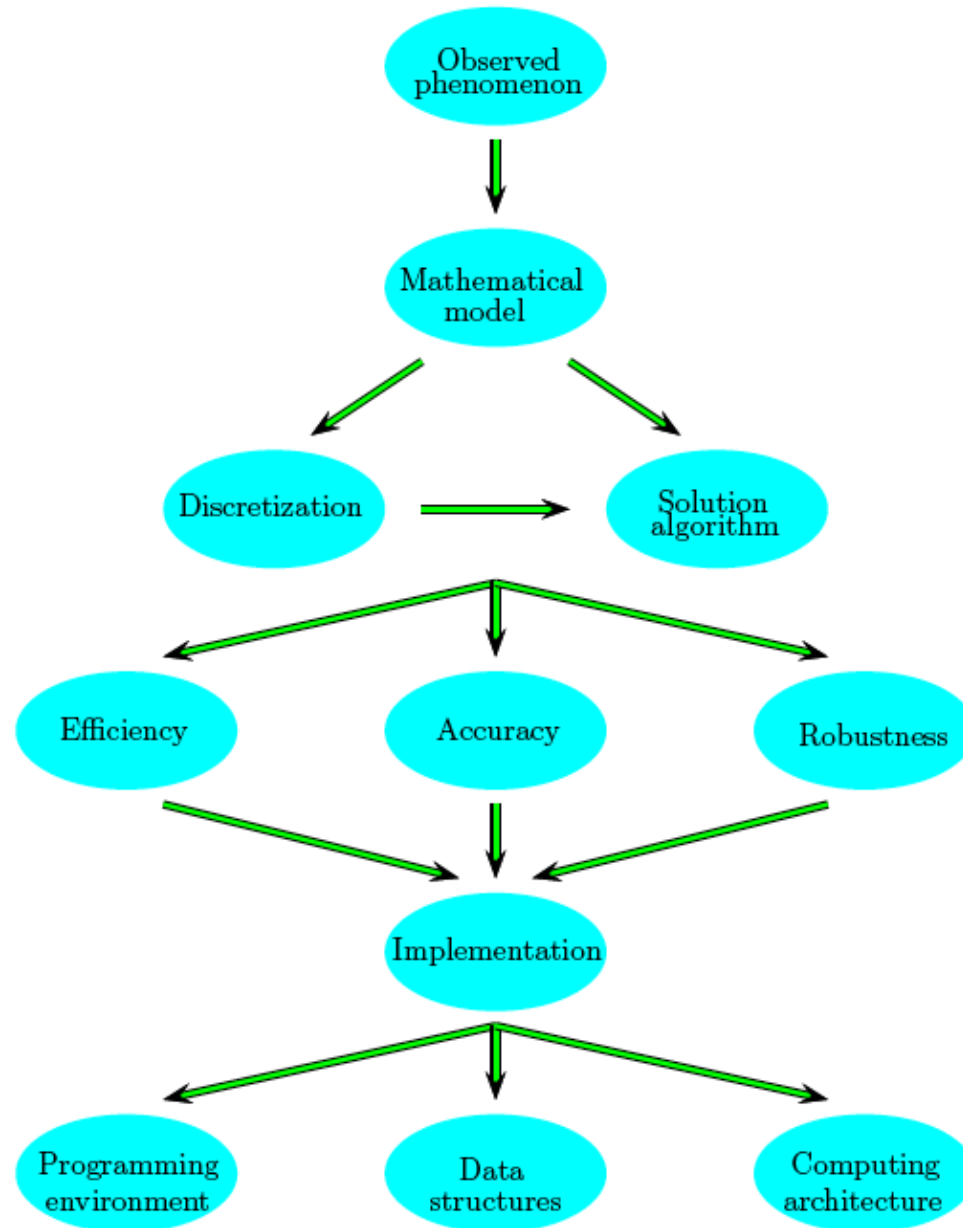 Observed
phenomenon
Mathematical
model
Discretization
Solution
algorithm
Efficiency
Accuracy
Robustness
Implementation
Programming
environment
Data
structures
Computing
architecture